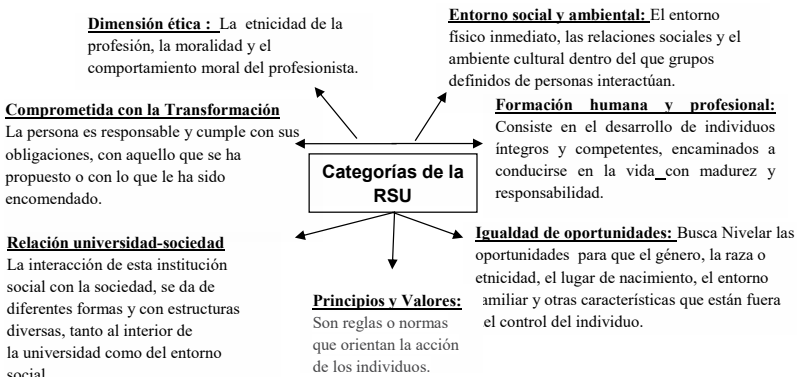 Dimensión ética : La etnicidad de la
profesión, la moralidad y el
comportamiento moral del profesionista.
Entorno social y ambiental: El entorno
físico inmediato, las relaciones sociales y el
ambiente cultural dentro del que grupos
definidos de personas interactúan.
Comprometida con la Transformación
La persona es responsable y cumple con sus
obligaciones, con aquello que se ha
propuesto o con lo que le ha sido
encomendado.
Formación humana y profesional:
Consiste en el desarrollo de individuos
íntegros y competentes, encaminados a
conducirse en la vida con madurez y
responsabilidad.
Categorías de la
RSU
Relación universidad-sociedad
La interacción de esta institución
social con la sociedad, se da de
diferentes formas y con estructuras
diversas, tanto al interior de
la universidad como del entorno
social
Principios y Valores:
Son reglas o normas
que orientan la acción
de los individuos.
Igualdad de oportunidades: Busca Nivelar las
oportunidades para que el género, la raza o
etnicidad, el lugar de nacimiento, el entorno
amiliar y otras características que están fuera
el control del individuo.